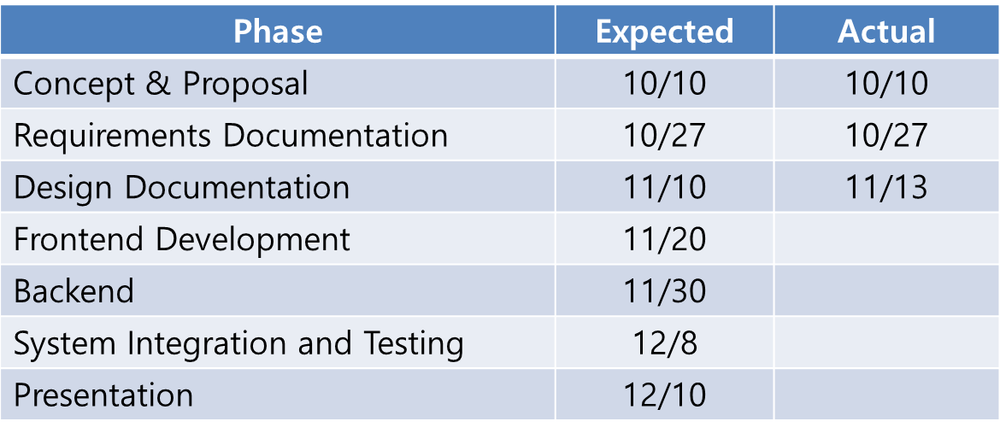 Phase Expected Actual
Concept & Proposal 10/10 10/10
Requirements Documentation 10/27 10/27
Design Documentation 11/10 11/13
Frontend Development 11/20
Backend 11/30
System Integration and Testing 12/8
Presentation 12/10